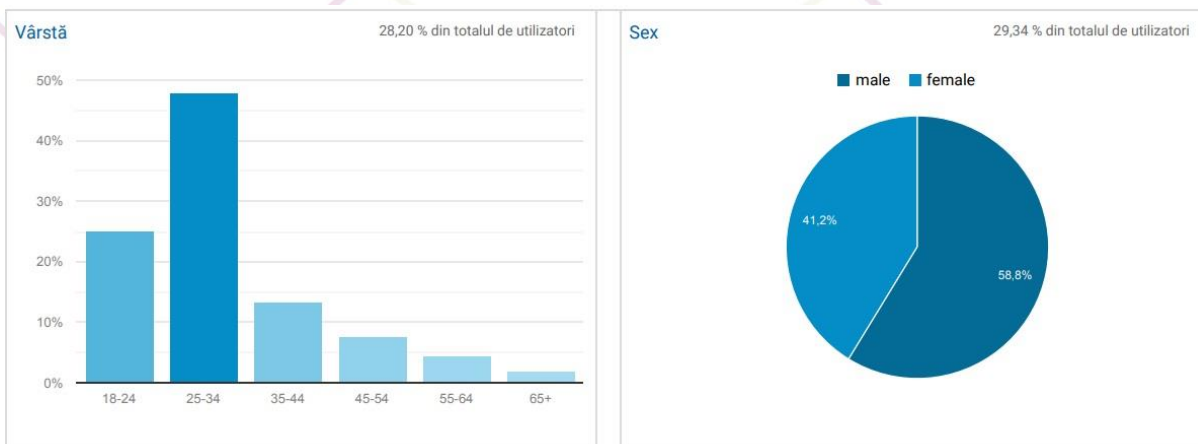 Vârstă
28,20 % din totalul de utilizatori
50%
40%
30%
20%
10%
0%
18-24 25-34 35-44 45-54 55-64 65+
Sex
29,34 % din totalul de utilizatori
male female
41,2%
58,8%